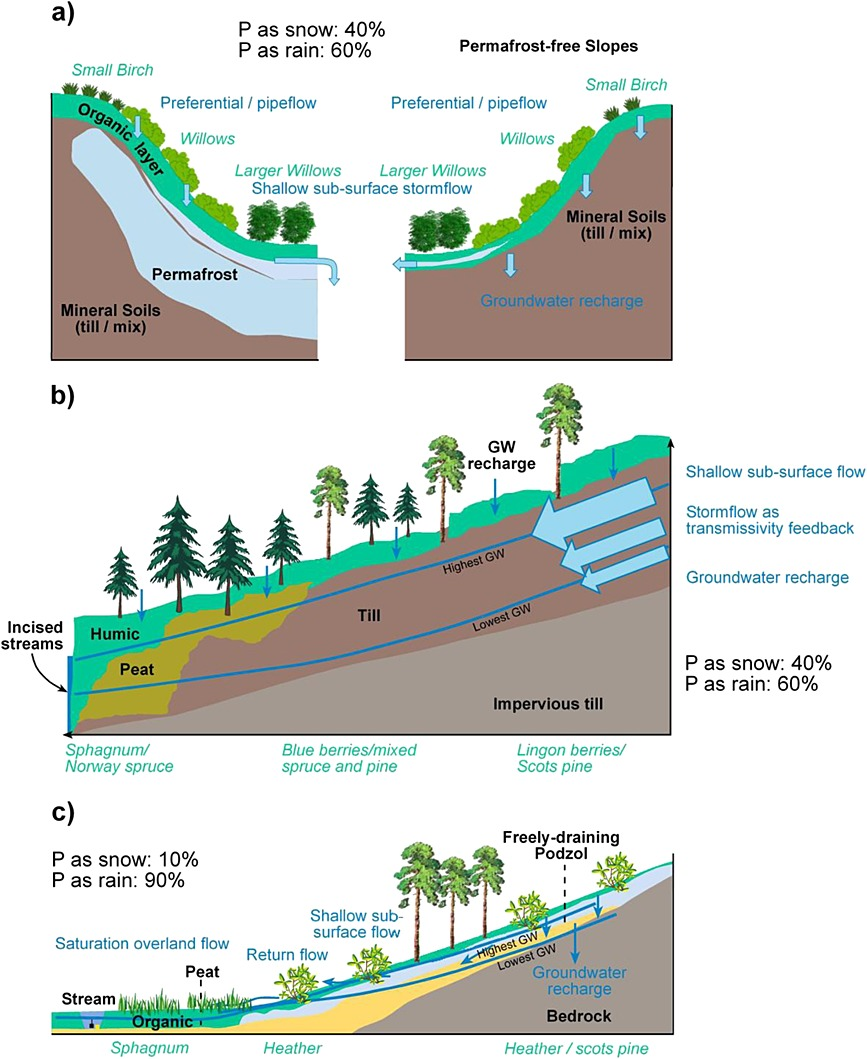 a)
P as snow: 40%
P as rain: 60%
Permafrost-free Slopes
Small Birch
Preferential / pipeflow
Organic layer
Willows
Larger Willows
Shallow sub-surface stormflow
Permafrost
Mineral Soils
(till / mix)
Small Birch
Preferential / pipeflow
Willows
Larger Willows
Mineral Soils
(till / mix)
Groundwater recharge
b)
GW
recharge
Shallow sub-surface flow
Stormflow as
transmissivity feedback
Groundwater recharge
Highest GW
Lowest GW
Till
Humic
Peat
Incised
streams
Impervious till
P as snow: 40%
P as rain: 60%
Sphagnum/
Norway spruce
Blue berries/mixed
spruce and pine
Lingon berries/
Scots pine
c)
P as snow: 10%
P as rain: 90%
Freely-draining
Podzol
Shallow sub-
surface flow
Saturation overland flow
Return flow
Peat
Stream
Organic
Highest GW
Lowest GW
Groundwater
recharge
Bedrock
Sphagnum
Heather
Heather / scots pine